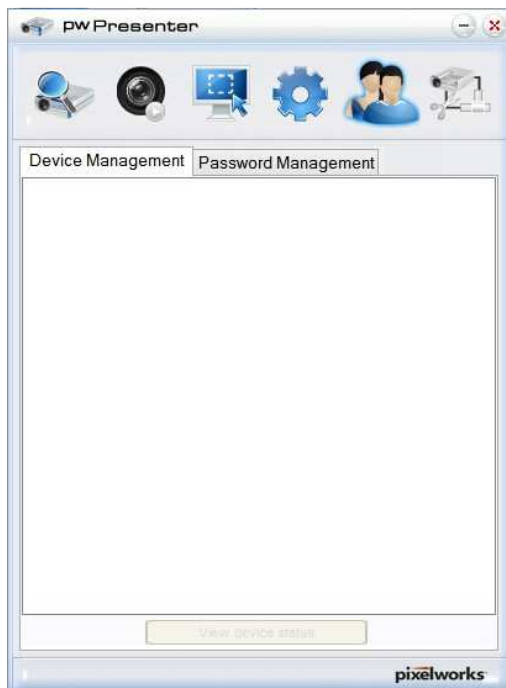 pwPresenter
Device Management Password Management
View device status
pixelworks